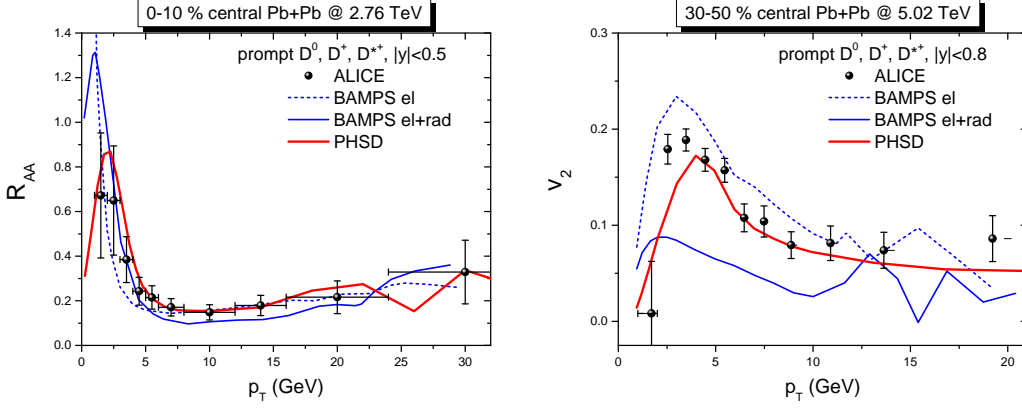 0-10 % central Pb+Pb @ 2.76 TeV
prompt D⁰, D⁺, D*⁺, |y|<0.5
ALICE
BAMPS el
BAMPS el+rad
PHSD
R_AA
1.4
1.2
1.0
0.8
0.6
0.4
0.2
0.0
0 5 10 15 20 25 30
p_T (GeV)
30-50 % central Pb+Pb @ 5.02 TeV
prompt D⁰, D⁺, D*⁺, |y|<0.8
ALICE
BAMPS el
BAMPS el+rad
PHSD
v_2
0.3
0.2
0.1
0.0
0 5 10 15 20
p_T (GeV)